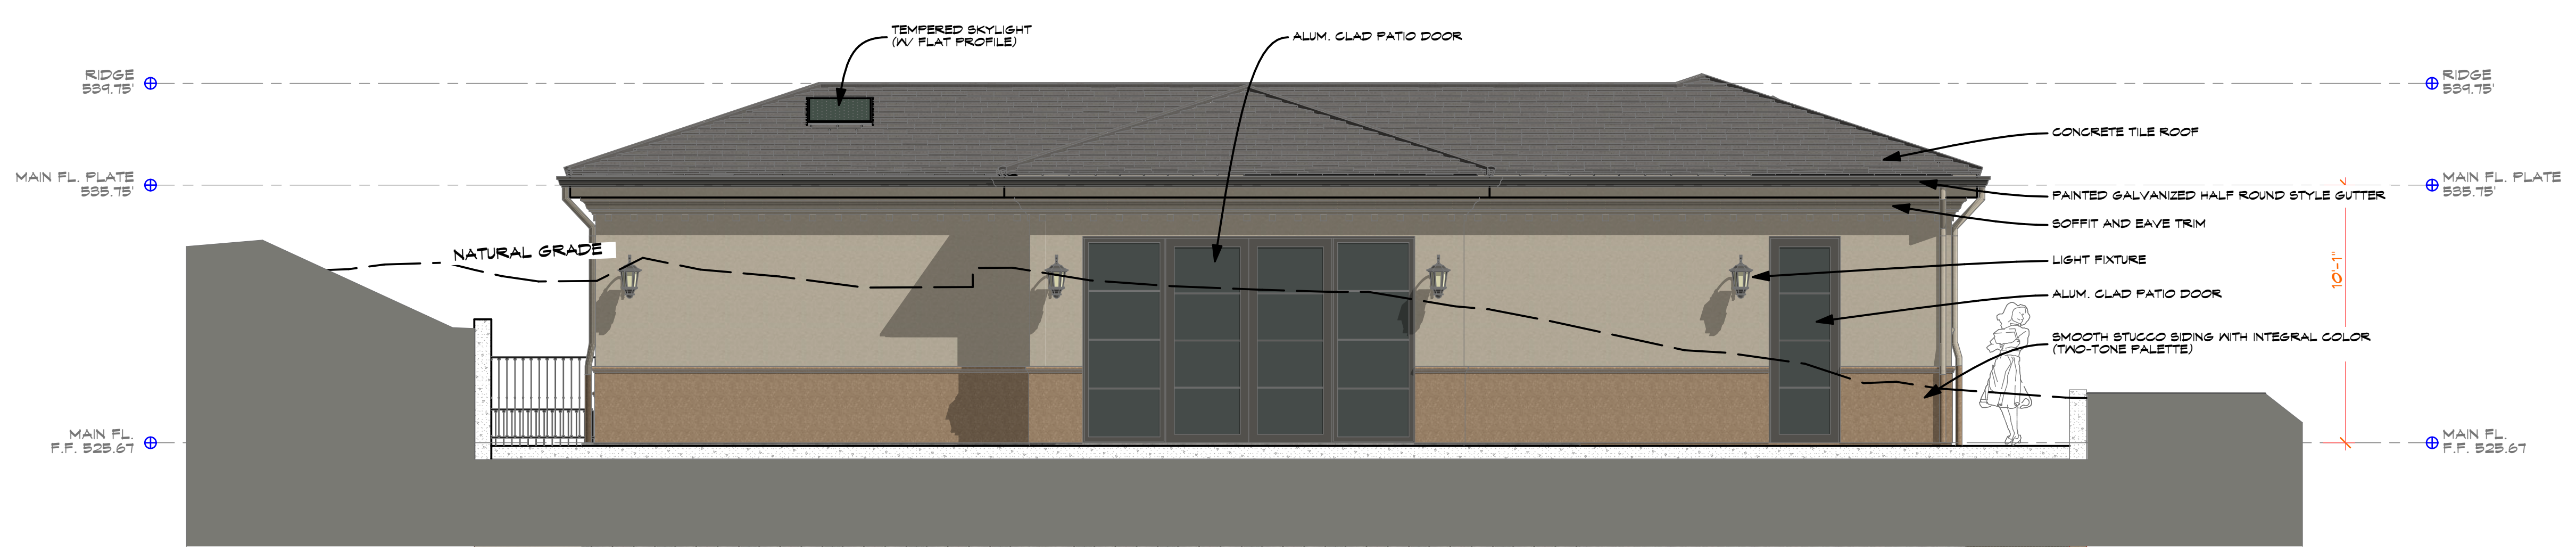 TEMPERED SKYLIGHT
(W/ FLAT PROFILE)
ALUM. CLAD PATIO DOOR
RIDGE
539.75'
RIDGE
539.75'
CONCRETE TILE ROOF
MAIN FL. PLATE
535.75'
MAIN FL. PLATE
535.75'
PAINTED GALVANIZED HALF ROUND STYLE GUTTER
SOFFIT AND EAVE TRIM
NATURAL GRADE
LIGHT FIXTURE
10'-1"
ALUM. CLAD PATIO DOOR
SMOOTH STUCCO SIDING WITH INTEGRAL COLOR
(TWO-TONE PALETTE)
MAIN FL.
F.F. 525.67
MAIN FL.
F.F. 525.67